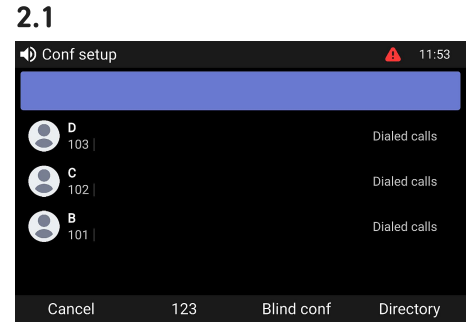 2.1
Conf setup 11:53
D
103 |
Dialed calls
C
102 |
Dialed calls
B
101 |
Dialed calls
Cancel 123 Blind conf Directory